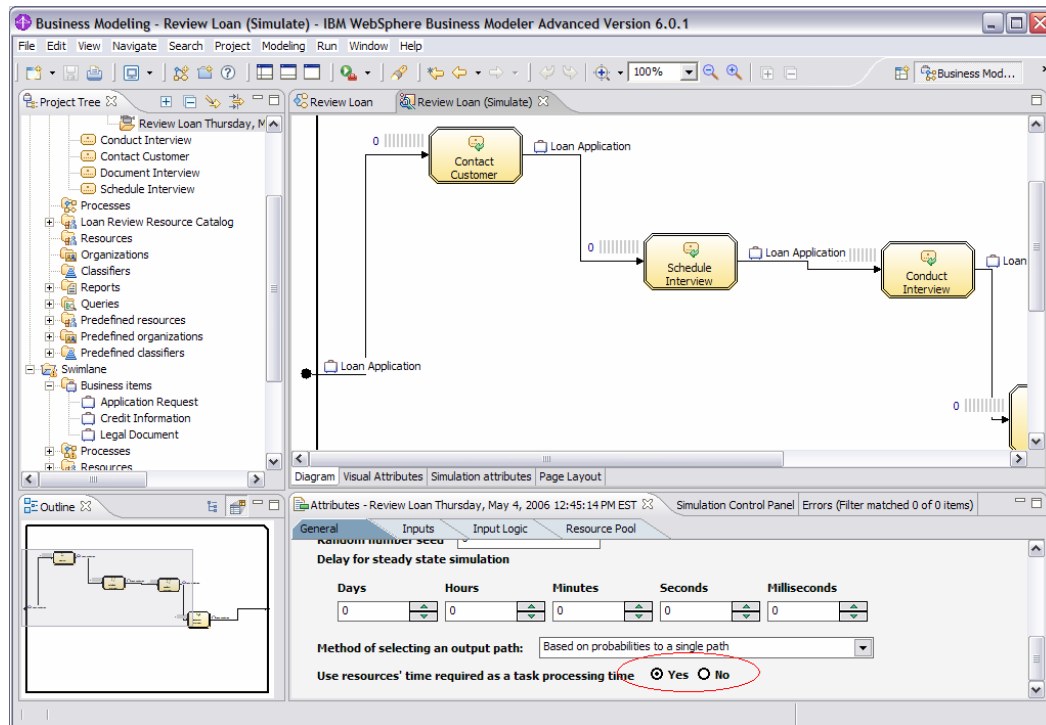 Business Modeling - Review Loan (Simulate) - IBM WebSphere Business Modeler Advanced Version 6.0.1
File Edit View Navigate Search Project Modeling Run Window Help
100%
Business Mod...
Project Tree
Review Loan Thursday, M
Conduct Interview
Contact Customer
Document Interview
Schedule Interview
Processes
Loan Review Resource Catalog
Resources
Organizations
Classifiers
Reports
Queries
Predefined resources
Predefined organizations
Predefined classifiers
Swimlane
Business items
Application Request
Credit Information
Legal Document
Processes
Resources
Review Loan
Review Loan (Simulate)
0
Contact
Customer
Loan Application
0
Schedule
Interview
Loan Application
Conduct
Interview
Loan
Loan Application
0
Diagram Visual Attributes Simulation attributes Page Layout
Outline
Attributes - Review Loan Thursday, May 4, 2006 12:45:14 PM EST
Simulation Control Panel
Errors (Filter matched 0 of 0 items)
General Inputs Input Logic Resource Pool
Random number seed
Delay for steady state simulation
Days Hours Minutes Seconds Milliseconds
0 0 0 0 0
Method of selecting an output path: Based on probabilities to a single path
Use resources' time required as a task processing time Yes No